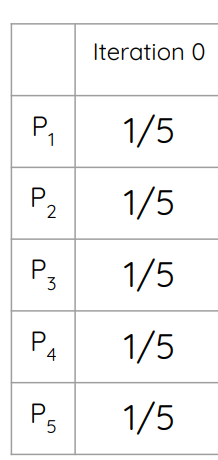 Iteration 0
P₁ 1/5
P₂ 1/5
P₃ 1/5
P₄ 1/5
P₅ 1/5